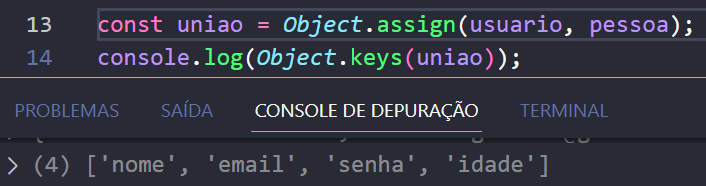 13 const uniao = Object.assign(usuario, pessoa);
14 console.log(Object.keys(uniao));
PROBLEMAS SAÍDA CONSOLE DE DEPURAÇÃO TERMINAL
> (4) ['nome', 'email', 'senha', 'idade']